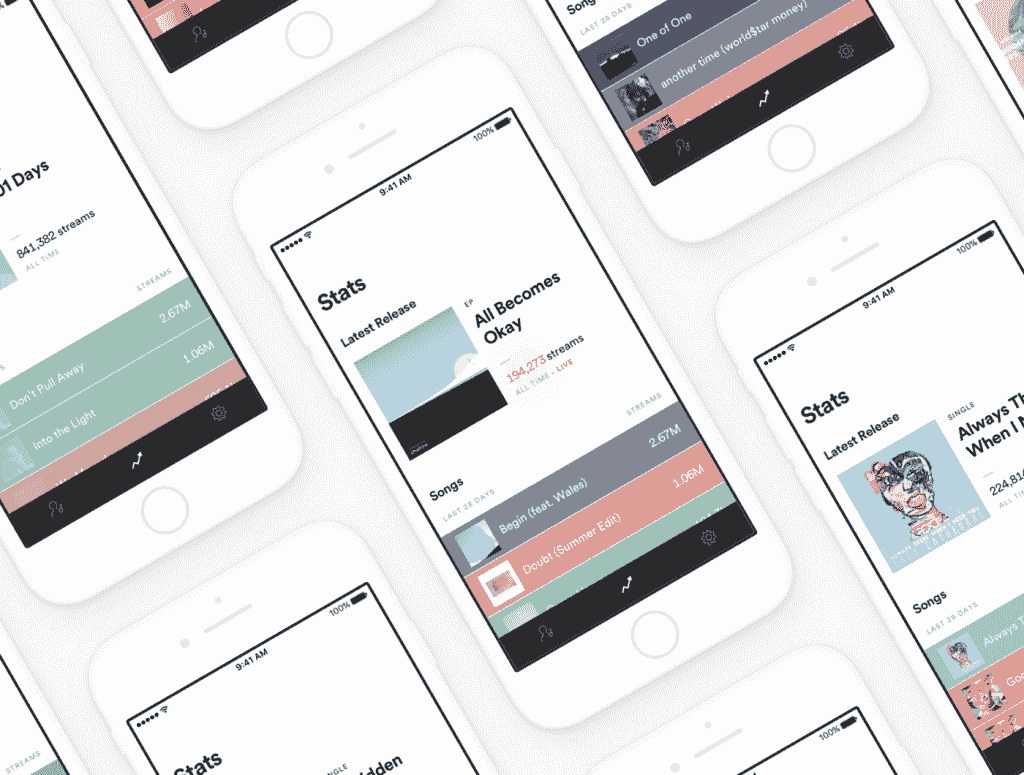 Songs
LAST 28 DAYS
One of One
another time (world$tar money)
01 Days
841,382 streams
ALL TIME
STREAMS
2.67M
Don't Pull Away
1.06M
Into the Light
9:41 AM
100%
Stats
Latest Release
EP
All Becomes
Okay
194,273 streams
ALL TIME • LIVE
STREAMS
Songs
LAST 28 DAYS
Begin (feat. Wales)
2.67M
Doubt (Summer Edit)
1.06M
9:41 AM
100%
Stats
Latest Release
SINGLE
Always Th
When I N
224,814
ALL TI
Songs
LAST 28 DAYS
Always T
Goo
9:41 AM
100%
Stats
SINGLE
idden
STREAMS
100%